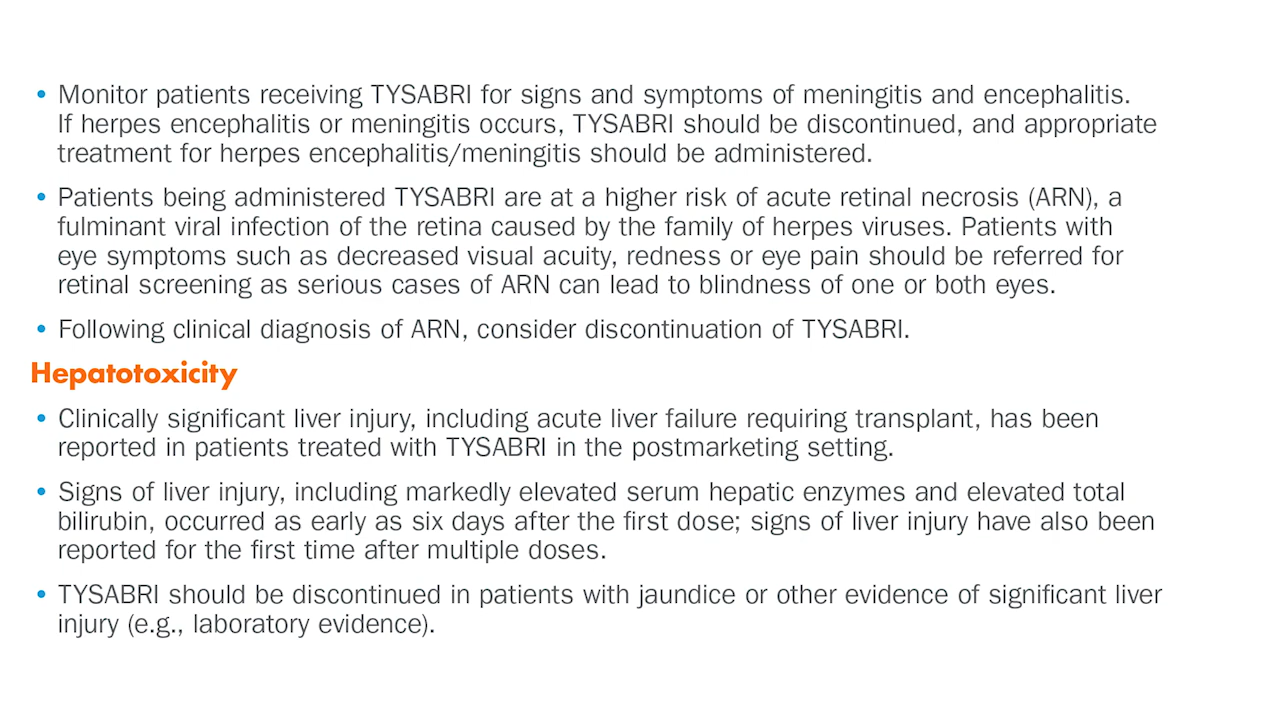 • Monitor patients receiving TYSABRI for signs and symptoms of meningitis and encephalitis.
If herpes encephalitis or meningitis occurs, TYSABRI should be discontinued, and appropriate
treatment for herpes encephalitis/meningitis should be administered.
• Patients being administered TYSABRI are at a higher risk of acute retinal necrosis (ARN), a
fulminant viral infection of the retina caused by the family of herpes viruses. Patients with
eye symptoms such as decreased visual acuity, redness or eye pain should be referred for
retinal screening as serious cases of ARN can lead to blindness of one or both eyes.
• Following clinical diagnosis of ARN, consider discontinuation of TYSABRI.
Hepatotoxicity
• Clinically significant liver injury, including acute liver failure requiring transplant, has been
reported in patients treated with TYSABRI in the postmarketing setting.
• Signs of liver injury, including markedly elevated serum hepatic enzymes and elevated total
bilirubin, occurred as early as six days after the first dose; signs of liver injury have also been
reported for the first time after multiple doses.
• TYSABRI should be discontinued in patients with jaundice or other evidence of significant liver
injury (e.g., laboratory evidence).